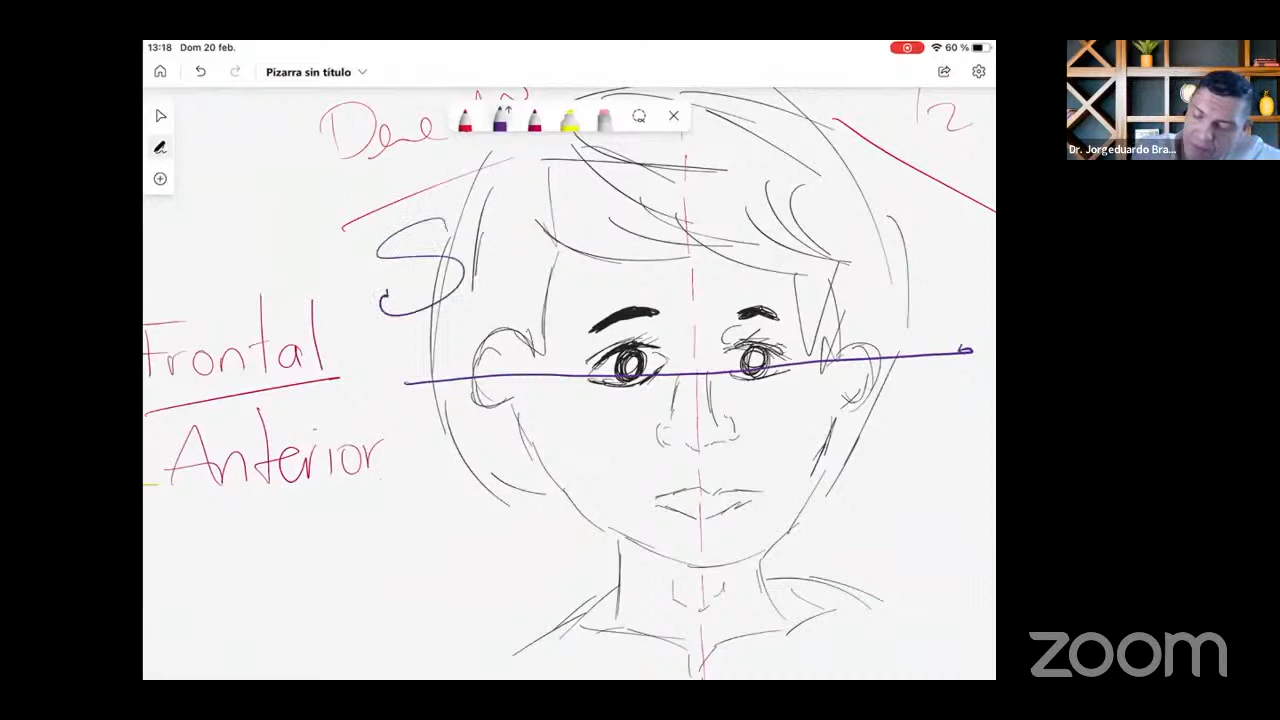 13:18 Dom 20 feb. 60 %
Pizarra sin título
Dr. Jorgeduardo Bra...
S
Frontal
Anterior
zoom